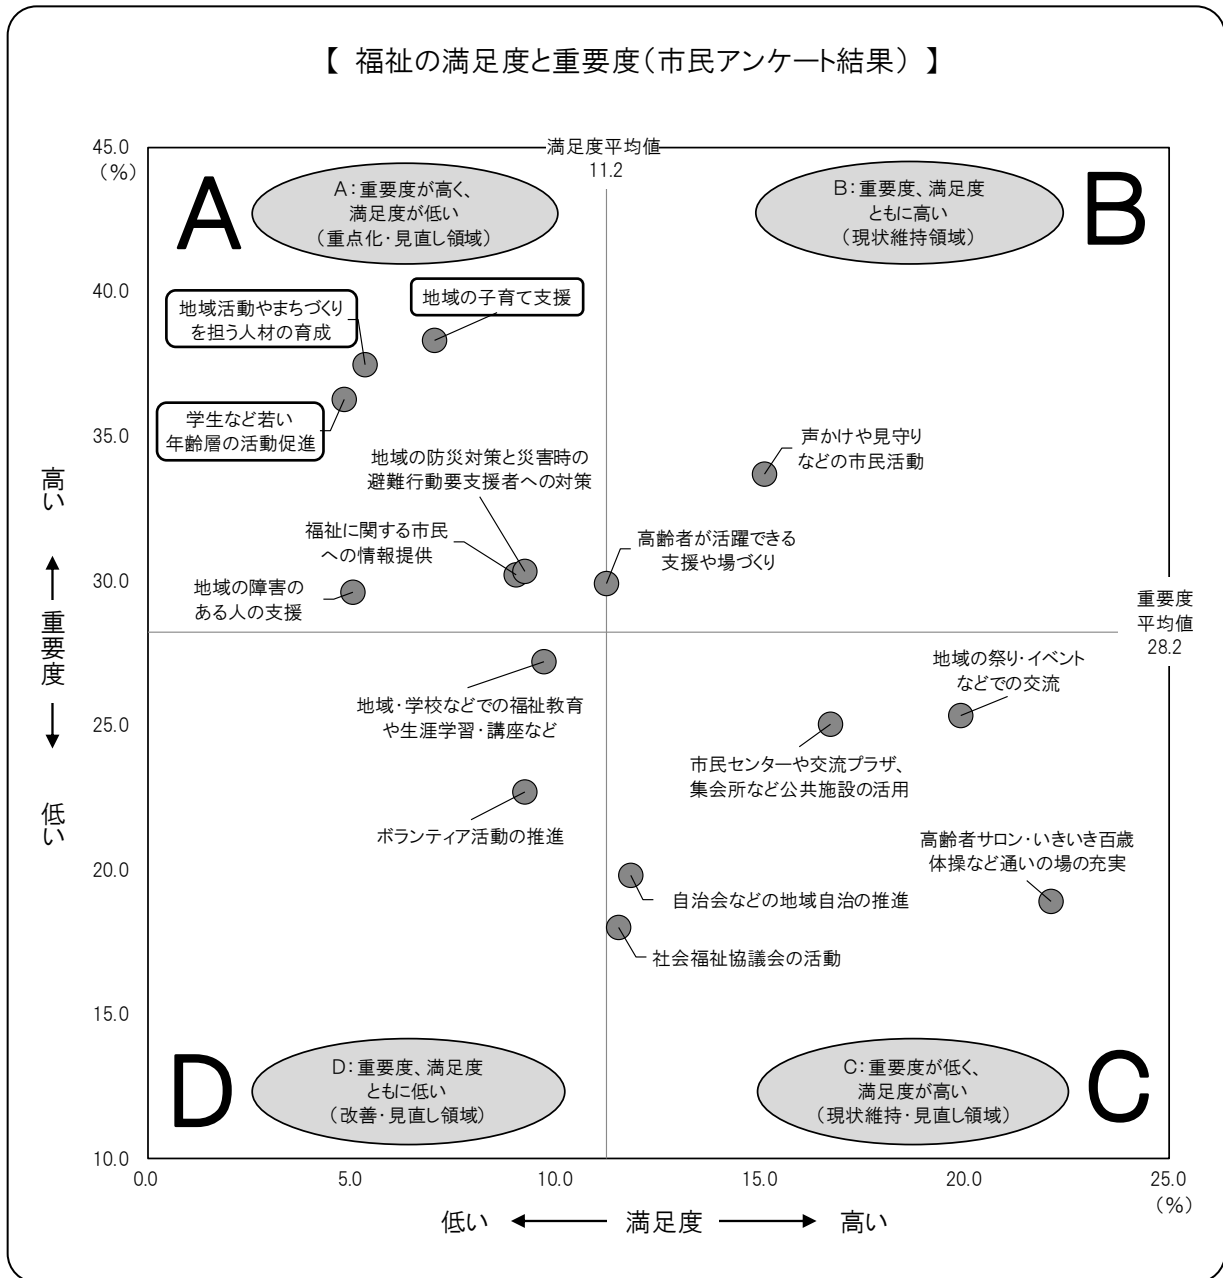 【 福祉の満足度と重要度（市民アンケート結果） 】
45.0
（％）
満足度平均値
11.2
A
A：重要度が高く、
満足度が低い
（重点化・見直し領域）
B：重要度、満足度
ともに高い
（現状維持領域）
B
40.0
地域活動やまちづくり
を担う人材の育成
地域の子育て支援
学生など若い
年齢層の活動促進
35.0
地域の防災対策と災害時の
避難行動要支援者への対策
声かけや見守り
などの市民活動
福祉に関する市民
への情報提供
高齢者が活躍できる
支援や場づくり
30.0
地域の障害の
ある人の支援
重要度
平均値
28.2
高い
重要度
低い
地域の祭り・イベント
などでの交流
地域・学校などでの福祉教育
や生涯学習・講座など
25.0
市民センターや交流プラザ、
集会所など公共施設の活用
ボランティア活動の推進
高齢者サロン・いきいき百歳
体操など通いの場の充実
20.0
自治会などの地域自治の推進
社会福祉協議会の活動
15.0
D
D：重要度、満足度
ともに低い
（改善・見直し領域）
C：重要度が低く、
満足度が高い
（現状維持・見直し領域）
C
10.0
0.0 5.0 10.0 15.0 20.0 25.0
（％）
低い 満足度 高い